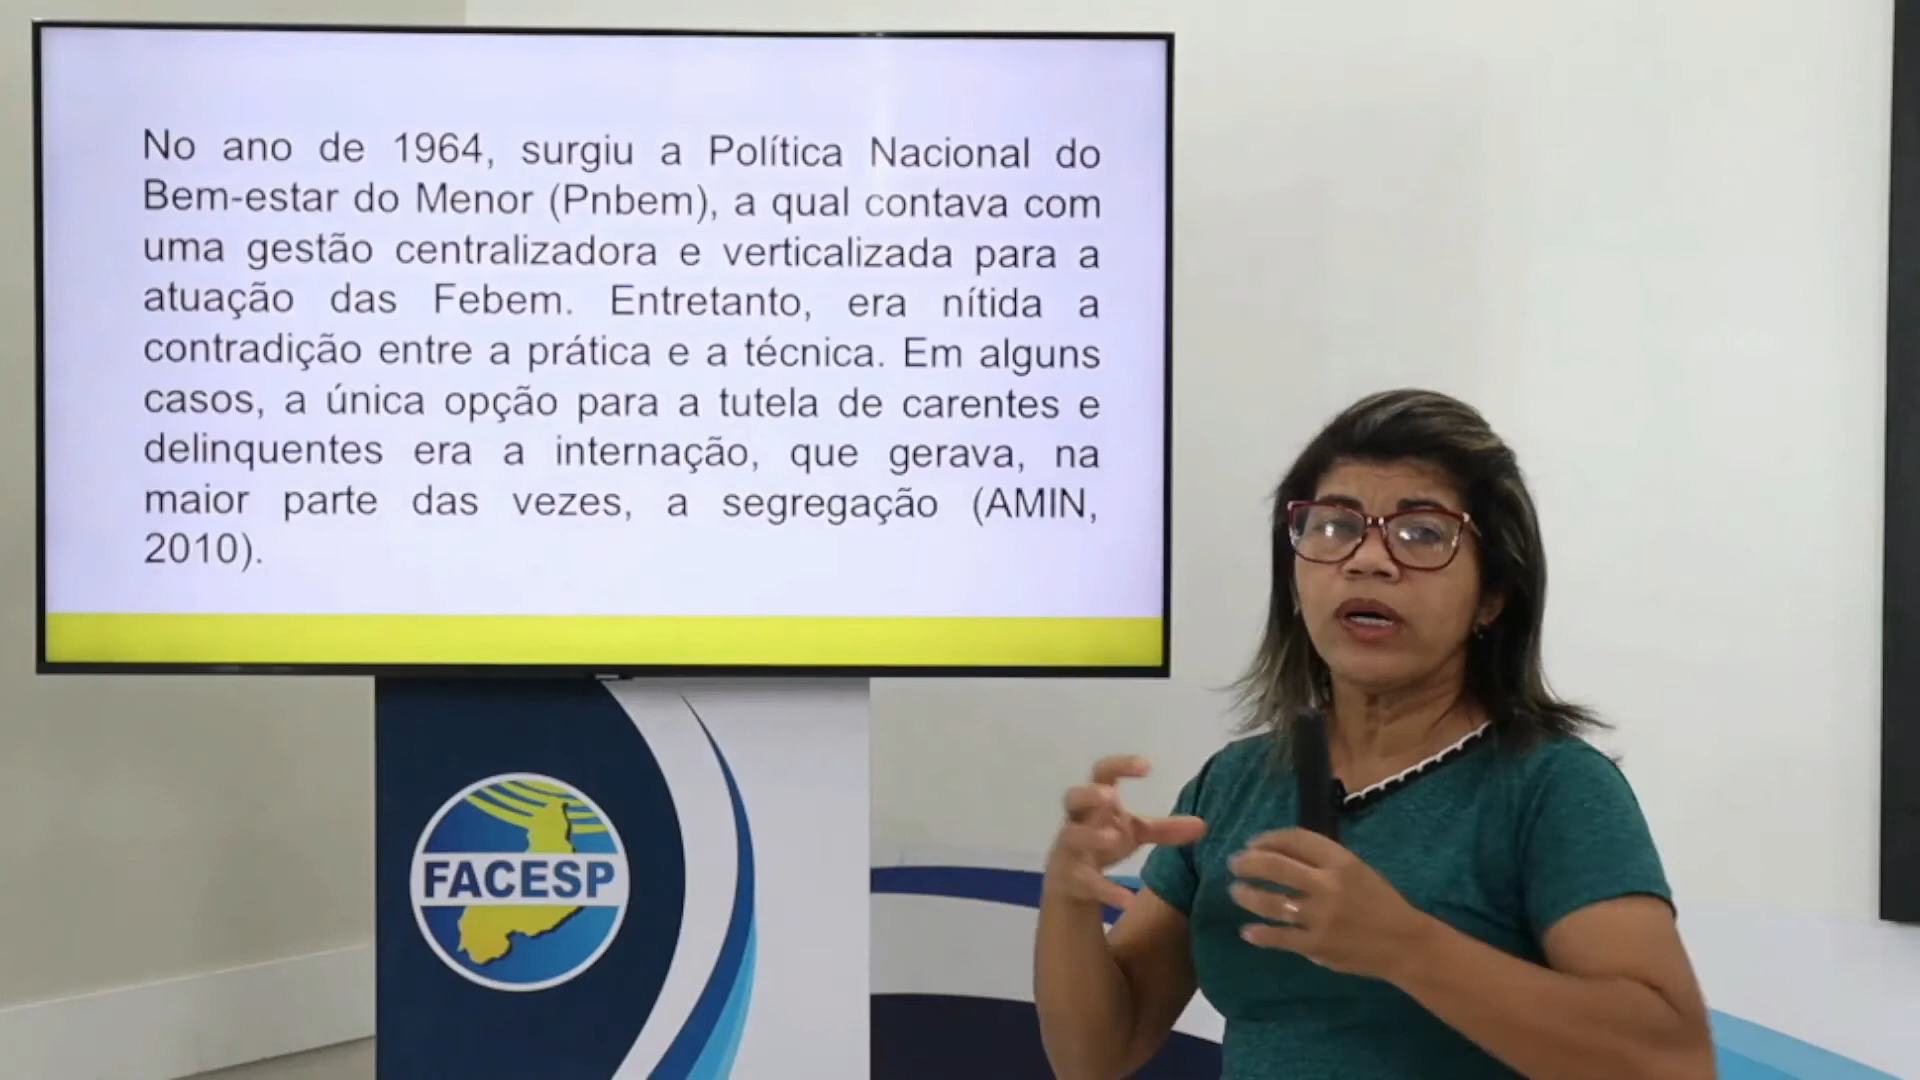 No ano de 1964, surgiu a Política Nacional do
Bem-estar do Menor (Pnbem), a qual contava com
uma gestão centralizadora e verticalizada para a
atuação das Febem. Entretanto, era nítida a
contradição entre a prática e a técnica. Em alguns
casos, a única opção para a tutela de carentes e
delinquentes era a internação, que gerava, na
maior parte das vezes, a segregação (AMIN,
2010).
FACESP